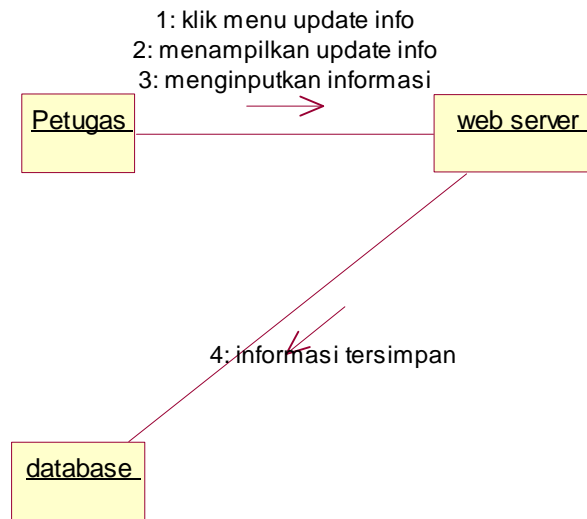 1: klik menu update info
2: menampilkan update info
3: menginputkan informasi
Petugas
web server
4: informasi tersimpan
database